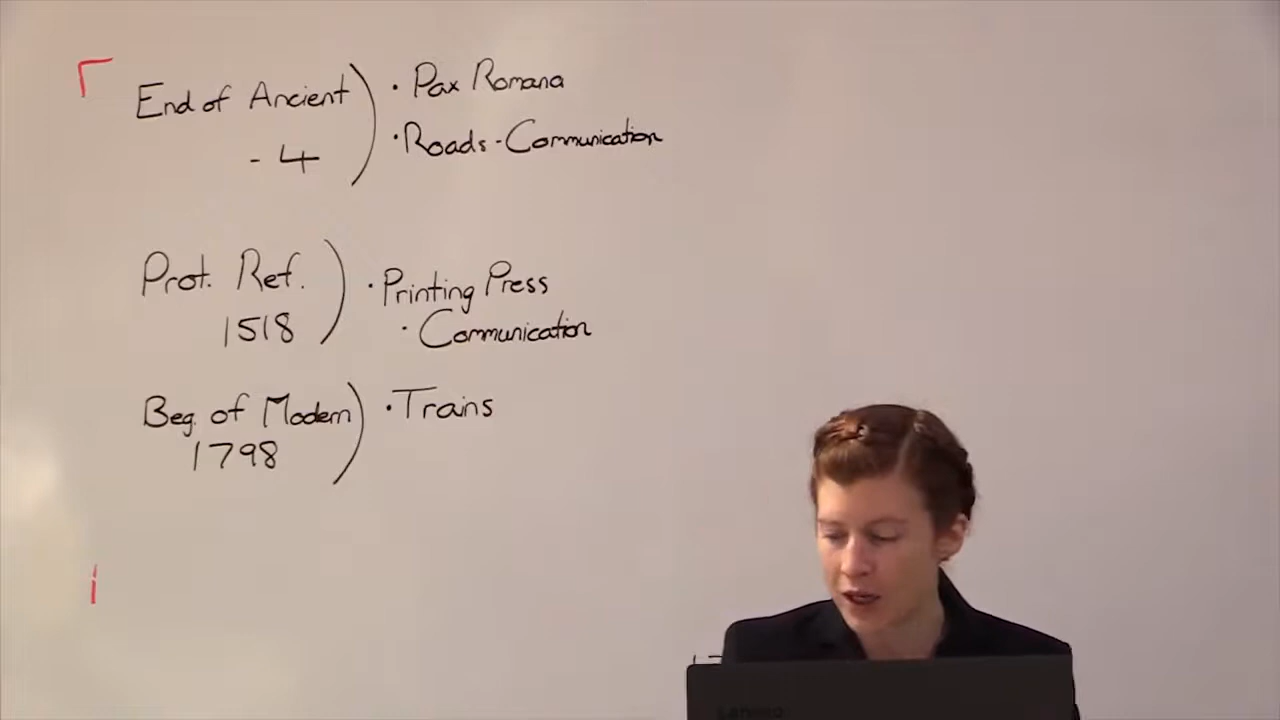 End of Ancient
- 4
• Pax Romana
• Roads - Communication
Prot. Ref.
1518
• Printing Press
• Communication
Beg. of Modern
1798
• Trains
Lenovo